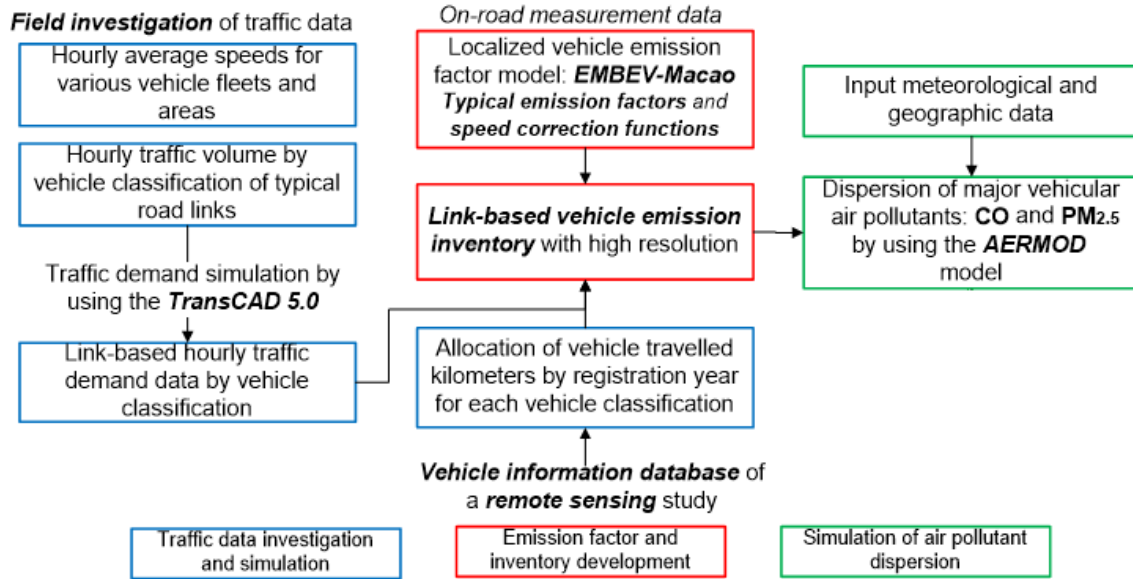 Field investigation of traffic data
Hourly average speeds for
various vehicle fleets and
areas
Hourly traffic volume by
vehicle classification of typical
road links
Traffic demand simulation by
using the TransCAD 5.0
Link-based hourly traffic
demand data by vehicle
classification
On-road measurement data
Localized vehicle emission
factor model: EMBEV-Macao
Typical emission factors and
speed correction functions
Link-based vehicle emission
inventory with high resolution
Allocation of vehicle travelled
kilometers by registration year
for each vehicle classification
Vehicle information database of
a remote sensing study
Input meteorological and
geographic data
Dispersion of major vehicular
air pollutants: CO and PM2.5
by using the AERMOD
model
Traffic data investigation
and simulation
Emission factor and
inventory development
Simulation of air pollutant
dispersion